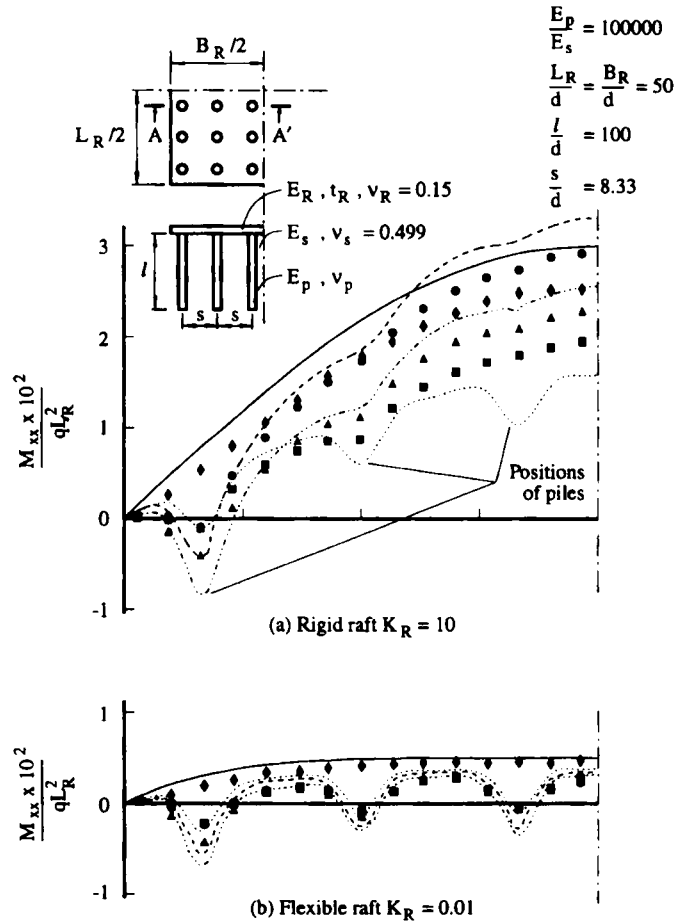 E_p/E_s = 100000
B_R/2
L_R/d = B_R/d = 50
L_R/2
A A'
l/d = 100
E_R , t_R , ν_R = 0.15
s/d = 8.33
E_s , ν_s = 0.499
l
E_p , ν_p
s s
3
2
1
0
-1
M_xx x 10^2 / qL_R^2
Positions
of piles
(a) Rigid raft K_R = 10
1
0
-1
M_xx x 10^2 / qL_R^2
(b) Flexible raft K_R = 0.01